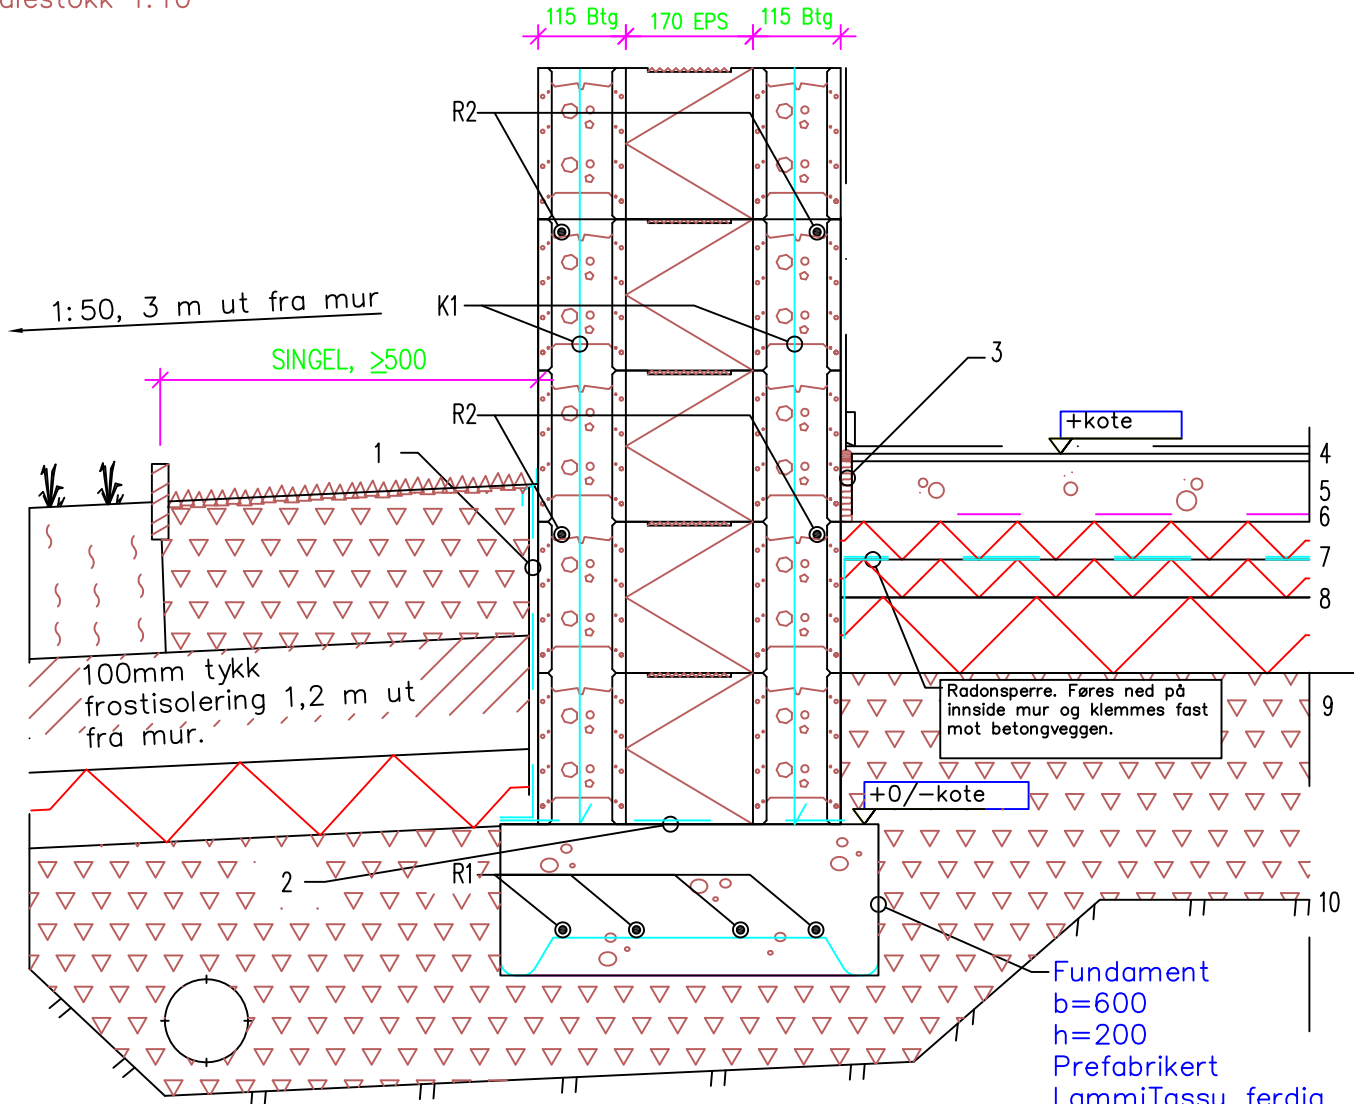 115 Btg 170 EPS 115 Btg
R2
1:50, 3 m ut fra mur
K1
SINGEL, ≥500
3
R2
+kote
1
4
5
6
7
8
100mm tykk
frostisolering 1,2 m ut
fra mur.
Radonsperre. Føres ned på
innside mur og klemmes fast
mot betongveggen.
9
+0/-kote
2
R1
10
Fundament
b=600
h=200
Prefabrikert
LammiTassu ferdig